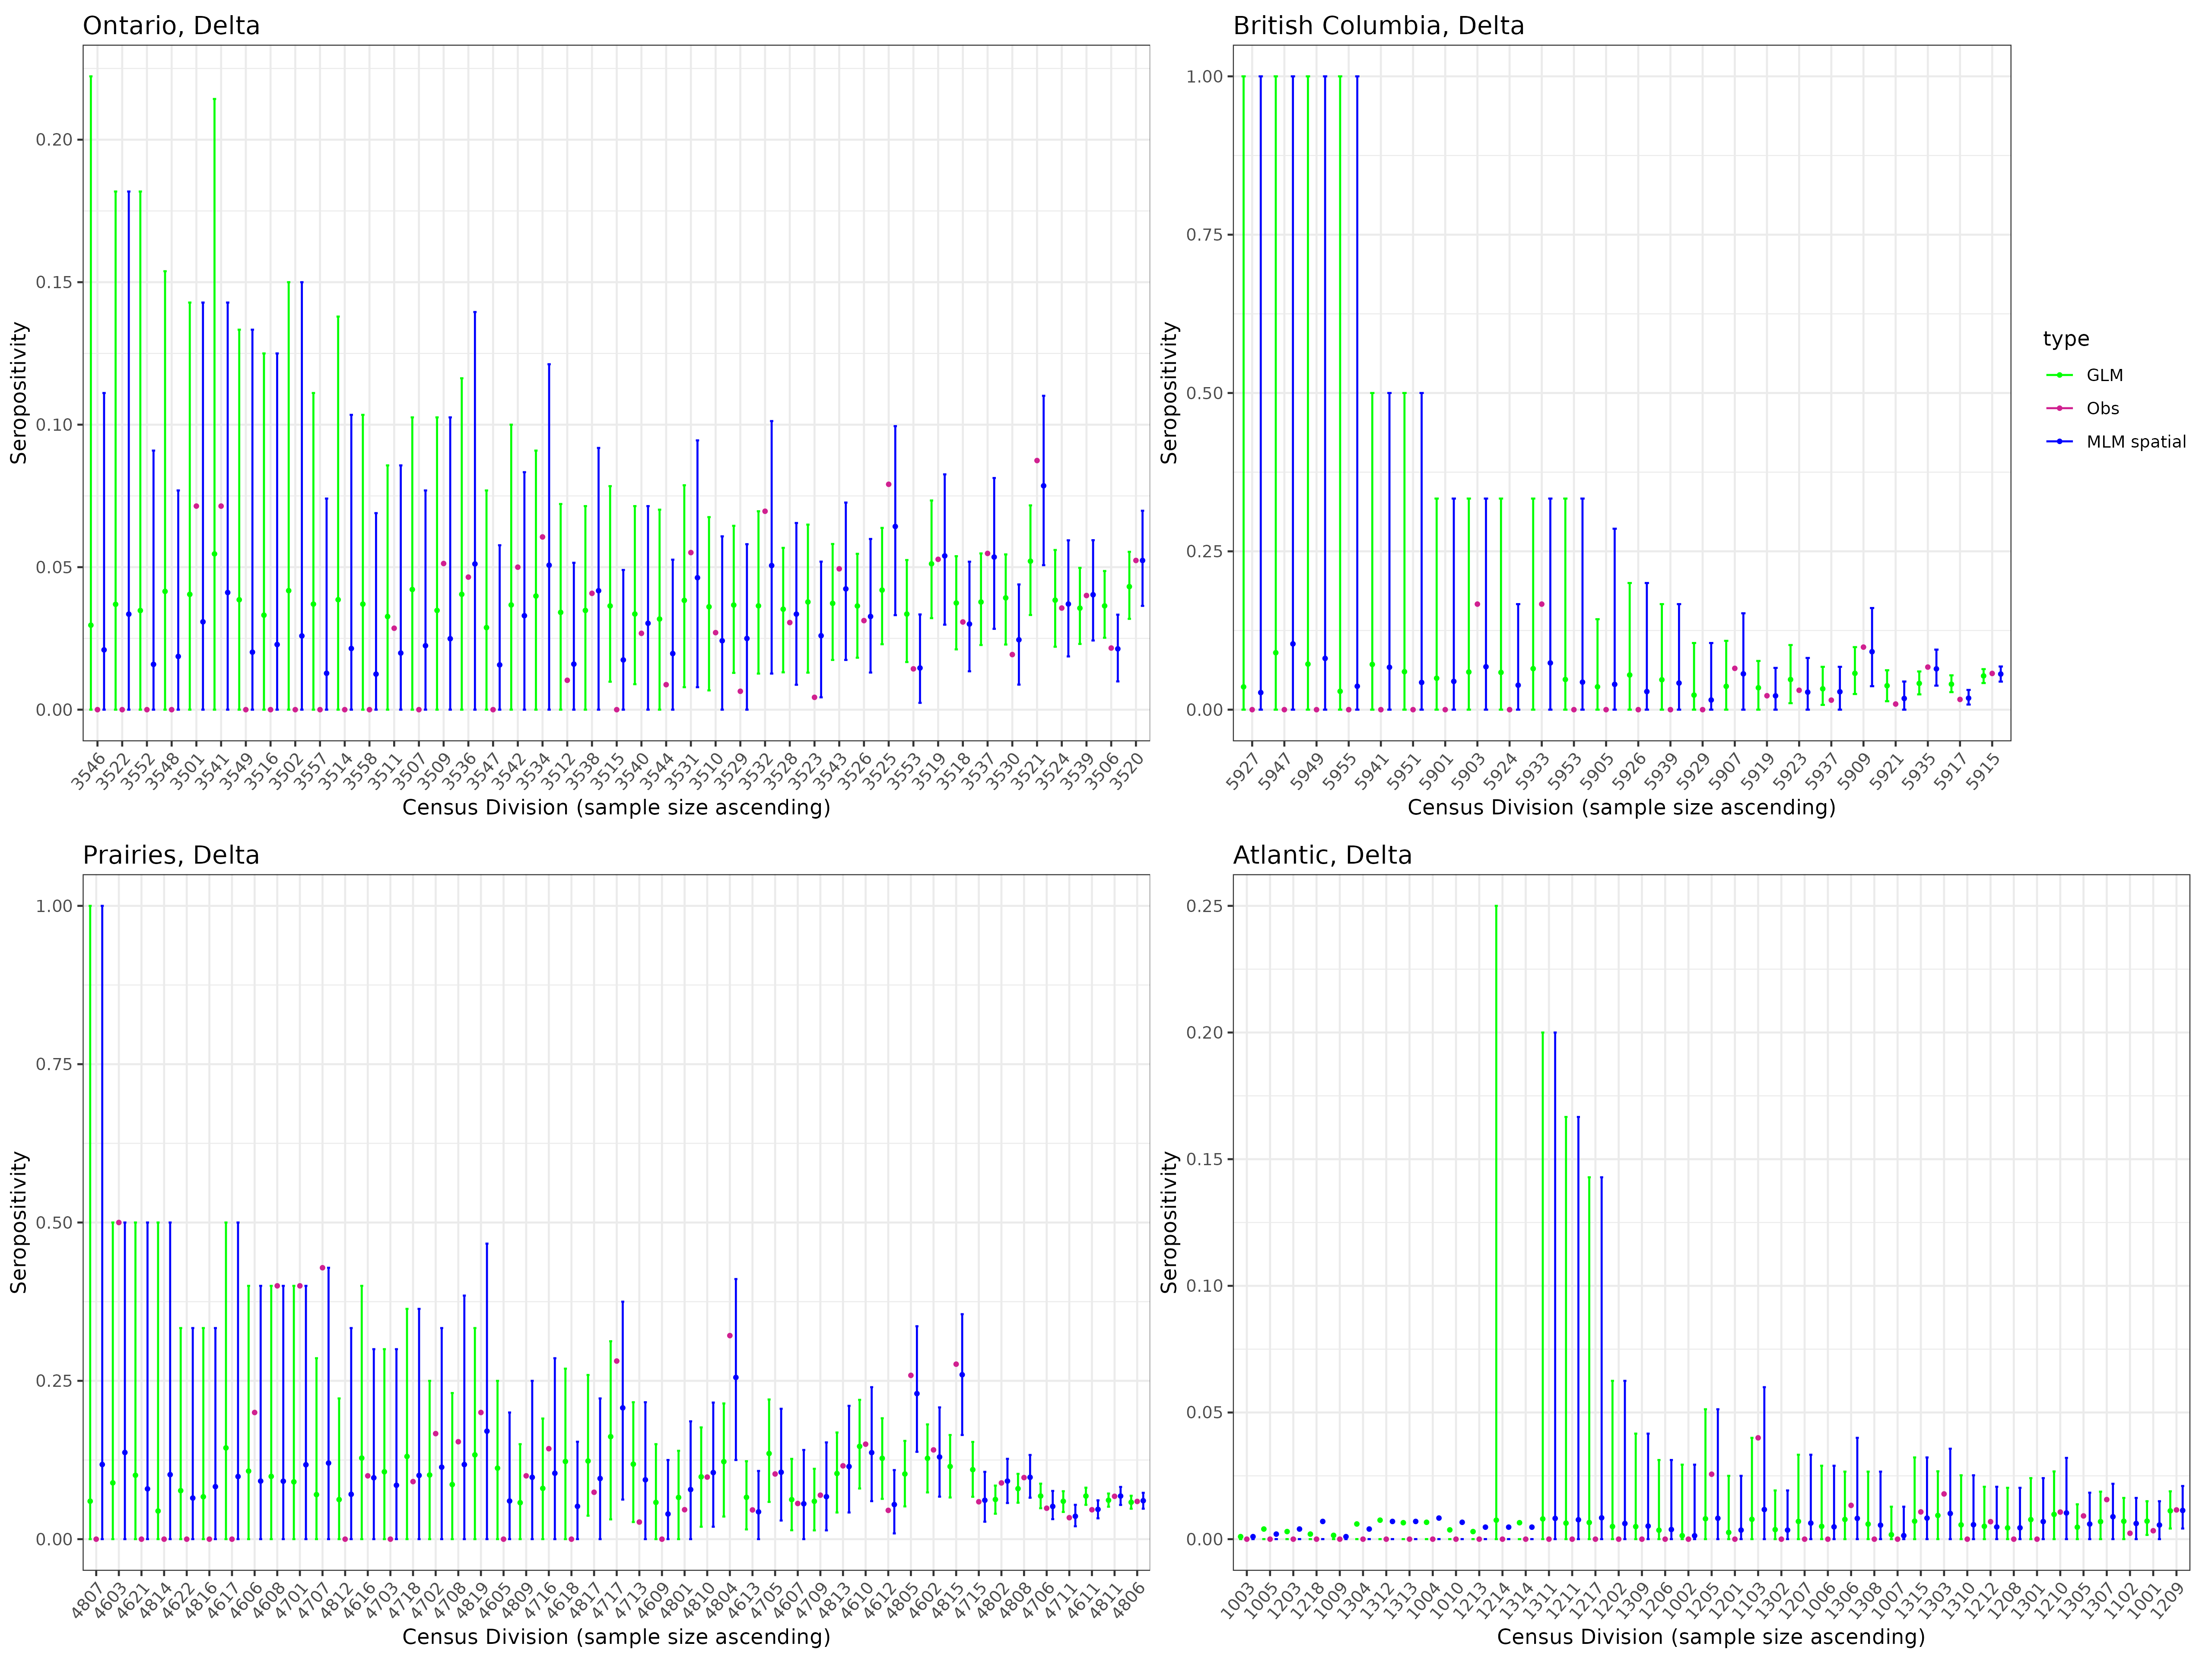 Ontario, Delta
0.20
0.15
0.10
0.05
0.00
Seropositivity
3546 3522 3552 3548 3501 3541 3549 3516 3502 3557 3514 3558 3511 3507 3509 3536 3547 3542 3534 3512 3538 3515 3540 3544 3531 3510 3529 3532 3528 3523 3543 3526 3525 3553 3519 3518 3537 3530 3521 3524 3539 3506 3520
Census Division (sample size ascending)
British Columbia, Delta
1.00
0.75
0.50
0.25
0.00
Seropositivity
5927 5947 5949 5955 5941 5951 5901 5903 5924 5933 5953 5905 5926 5939 5929 5907 5919 5923 5937 5909 5921 5935 5917 5915
Census Division (sample size ascending)
type
GLM
Obs
MLM spatial
Prairies, Delta
1.00
0.75
0.50
0.25
0.00
Seropositivity
4807 4603 4621 4814 4622 4816 4617 4606 4608 4701 4707 4812 4616 4703 4718 4702 4708 4819 4605 4809 4716 4618 4817 4717 4713 4609 4801 4810 4804 4613 4705 4607 4709 4813 4610 4612 4805 4602 4815 4715 4802 4808 4706 4711 4611 4811 4806
Census Division (sample size ascending)
Atlantic, Delta
0.25
0.20
0.15
0.10
0.05
0.00
Seropositivity
1003 1005 1203 1218 1009 1304 1312 1313 1004 1010 1213 1214 1314 1311 1211 1217 1202 1309 1206 1002 1205 1201 1103 1302 1207 1006 1306 1308 1007 1315 1303 1310 1212 1208 1301 1210 1305 1307 1102 1001 1209
Census Division (sample size ascending)